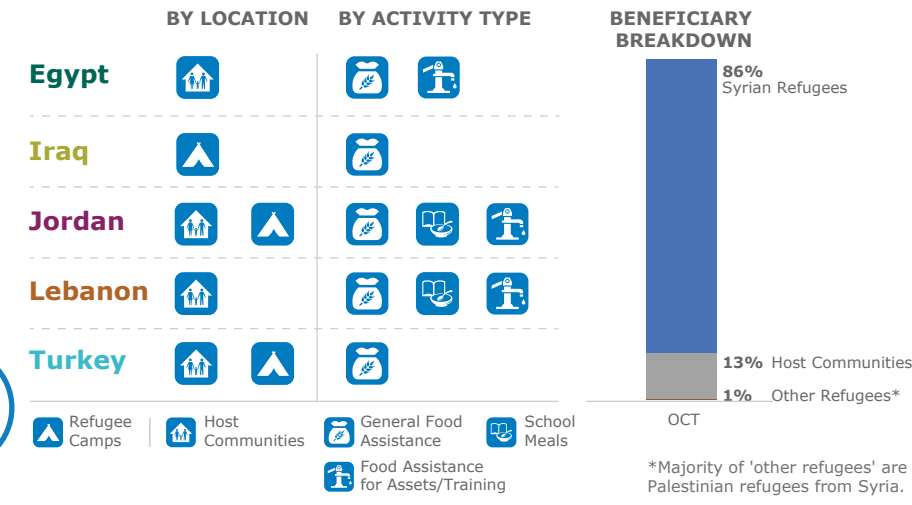 BY LOCATION
BY ACTIVITY TYPE
BENEFICIARY
BREAKDOWN
Egypt
Iraq
Jordan
Lebanon
Turkey
86%
Syrian Refugees
13% Host Communities
1% Other Refugees*
OCT
Refugee
Camps
Host
Communities
General Food
Assistance
School
Meals
Food Assistance
for Assets/Training
*Majority of 'other refugees' are
Palestinian refugees from Syria.